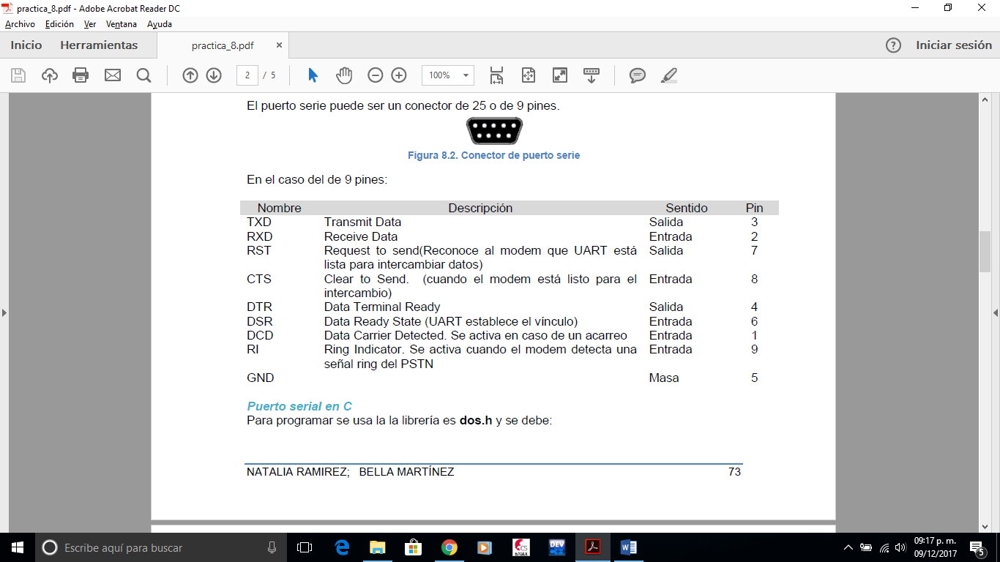 practica_8.pdf - Adobe Acrobat Reader DC
Archivo Edición Ver Ventana Ayuda
Inicio Herramientas practica_8.pdf × Iniciar sesión
2 / 5 100%
El puerto serie puede ser un conector de 25 o de 9 pines.
Figura 8.2. Conector de puerto serie
En el caso del de 9 pines:
Nombre Descripción Sentido Pin
TXD Transmit Data Salida 3
RXD Receive Data Entrada 2
RST Request to send(Reconoce al modem que UART está Salida 7
lista para intercambiar datos)
CTS Clear to Send. (cuando el modem está listo para el Entrada 8
intercambio)
DTR Data Terminal Ready Salida 4
DSR Data Ready State (UART establece el vínculo) Entrada 6
DCD Data Carrier Detected. Se activa en caso de un acarreo Entrada 1
RI Ring Indicator. Se activa cuando el modem detecta una Entrada 9
señal ring del PSTN
GND Masa 5
Puerto serial en C
Para programar se usa la la librería es dos.h y se debe:
NATALIA RAMIREZ; BELLA MARTÍNEZ 73
Escribe aquí para buscar
CS
EAGLE
DEV
09:17 p. m.
09/12/2017
5